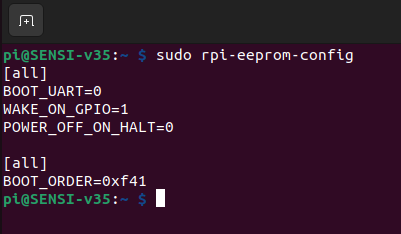 pi@SENSI-v35:~ $ sudo rpi-eeprom-config
[all]
BOOT_UART=0
WAKE_ON_GPIO=1
POWER_OFF_ON_HALT=0

[all]
BOOT_ORDER=0xf41
pi@SENSI-v35:~ $